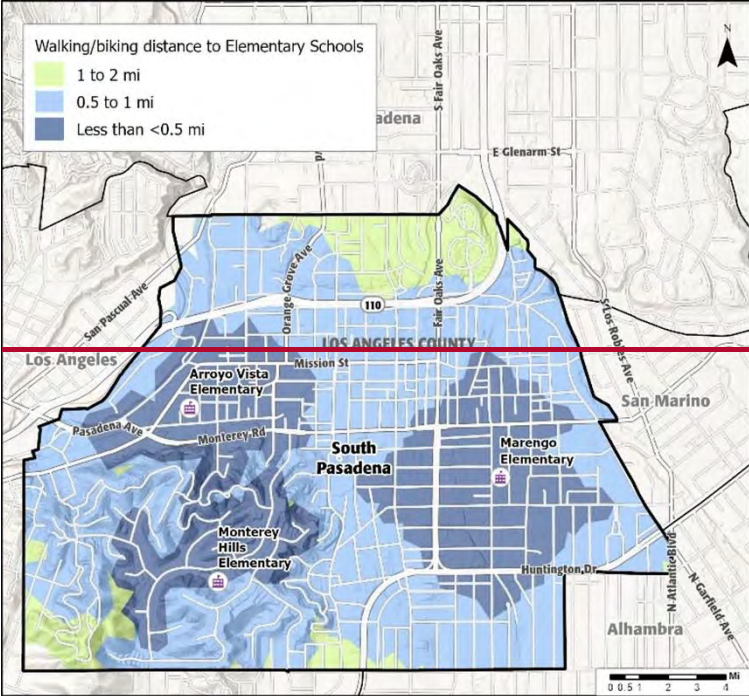 Walking/biking distance to Elementary Schools
1 to 2 mi
0.5 to 1 mi
Less than <0.5 mi
N
S Fair Oaks Ave
adena
E Glenarm St
Orange Grove Ave
Fair Oaks Ave
110
San Pascual Ave
S Los Robles Ave
LOS ANGELES COUNTY
Los Angeles
Mission St
Arroyo Vista
Elementary
San Marino
Pasadena Ave
Monterey Rd
South
Pasadena
Marengo
Elementary
Monterey
Hills
Elementary
Huntington Dr
N Atlantic Blvd
N Garfield Ave
Alhambra
Mi
0 0.5 1 2 3 4